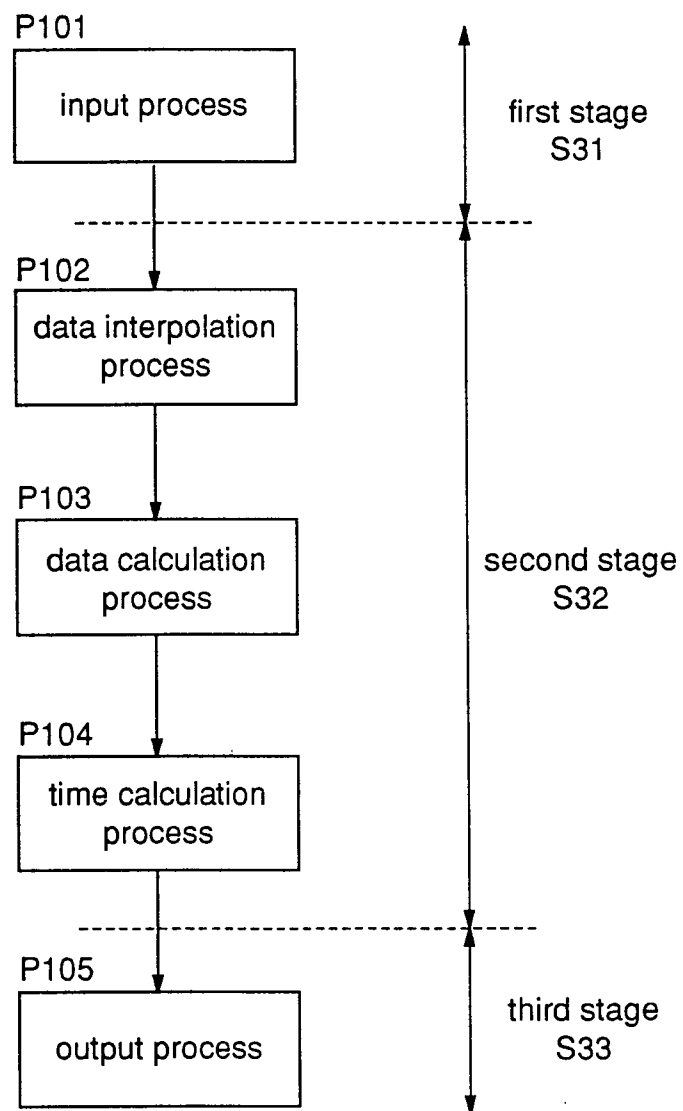 P101
input process
first stage
S31
P102
data interpolation
process
P103
data calculation
process
second stage
S32
P104
time calculation
process
P105
output process
third stage
S33